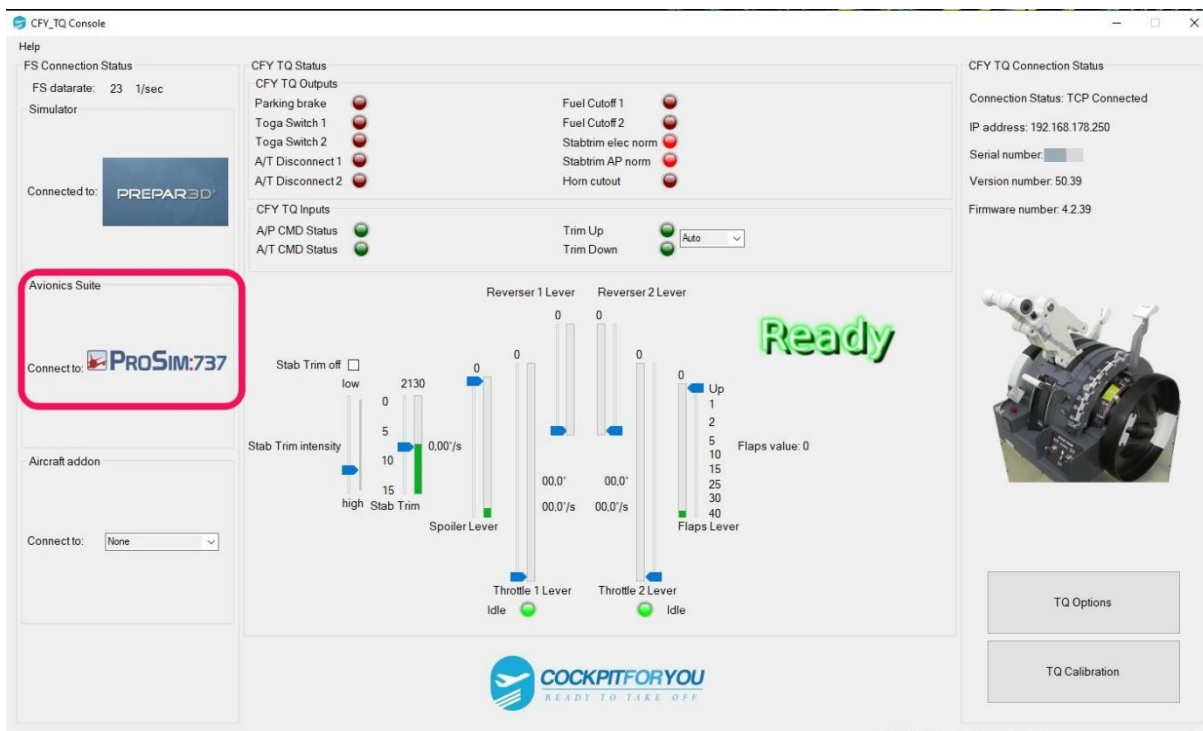 CFY_TQ Console
Help
FS Connection Status
FS datarate: 23 1/sec
Simulator
Connected to: PREPAR3D
Avionics Suite
Connect to: PROSIM:737
Aircraft addon
Connect to: None
CFY TQ Status
CFY TQ Outputs
Parking brake
Toga Switch 1
Toga Switch 2
A/T Disconnect 1
A/T Disconnect 2
Fuel Cutoff 1
Fuel Cutoff 2
Stabtrim elec norm
Stabtrim AP norm
Horn cutout
CFY TQ Inputs
A/P CMD Status
A/T CMD Status
Trim Up
Trim Down
Auto
Reverser 1 Lever Reverser 2 Lever
0 0
Ready
Stab Trim off
low 2130
0
5
10
15
0,00°/s
Stab Trim intensity
high Stab Trim
0
Spoiler Lever
0 0
00,0° 00,0°
00,0°/s 00,0°/s
Throttle 1 Lever Throttle 2 Lever
Idle Idle
0
Up
1
2
5
10
15
25
30
40
Flaps Lever
Flaps value: 0
COCKPITFORYOU
READY TO TAKE OFF
CFY TQ Connection Status
Connection Status: TCP Connected
IP address: 192.168.178.250
Serial number:
Version number: 50.39
Firmware number: 4.2.39
TQ Options
TQ Calibration